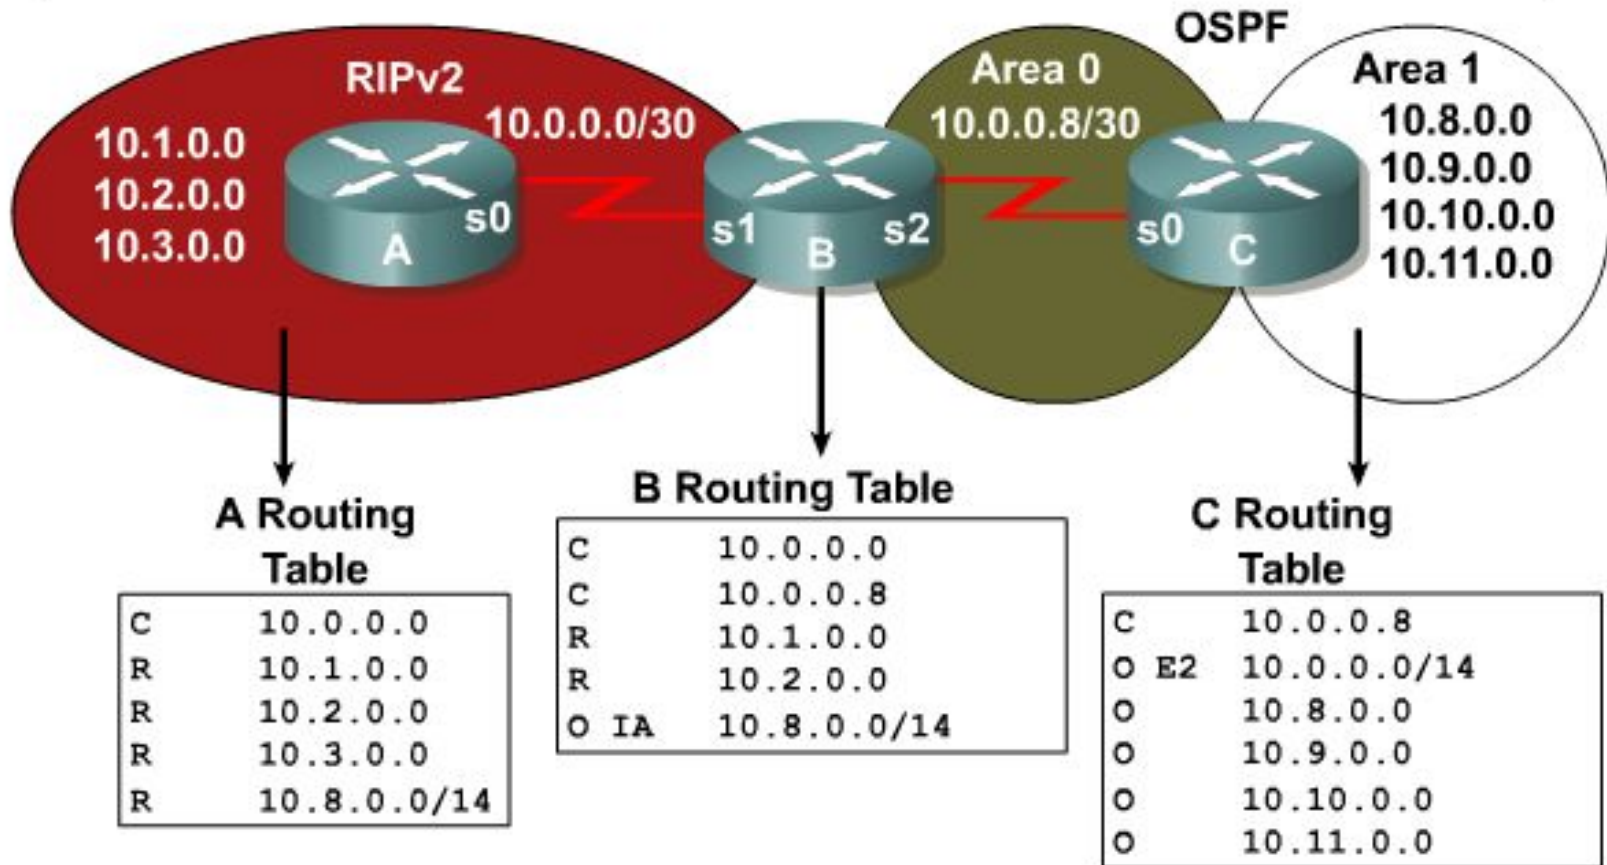 OSPF
RIPv2
Area 0
Area 1
10.0.0.0/30
10.0.0.8/30
10.1.0.0
10.2.0.0
10.3.0.0
10.8.0.0
10.9.0.0
10.10.0.0
10.11.0.0
s0
A
s1
B
s2
s0
C
A Routing
Table
C 10.0.0.0
R 10.1.0.0
R 10.2.0.0
R 10.3.0.0
R 10.8.0.0/14
B Routing Table
C 10.0.0.0
C 10.0.0.8
R 10.1.0.0
R 10.2.0.0
O IA 10.8.0.0/14
C Routing
Table
C 10.0.0.8
O E2 10.0.0.0/14
O 10.8.0.0
O 10.9.0.0
O 10.10.0.0
O 10.11.0.0